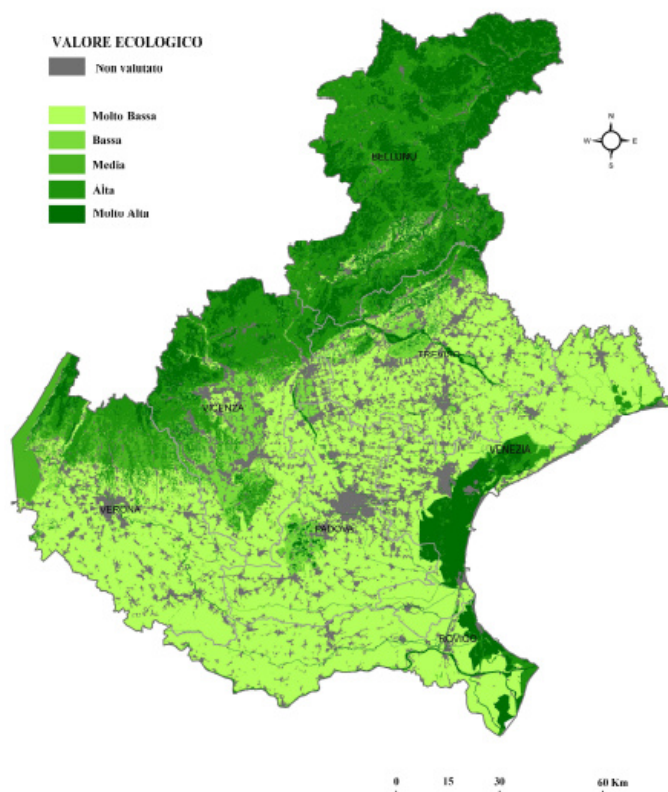 VALORE ECOLOGICO
Non valutato
Molto Bassa
Bassa
Media
Alta
Molto Alta
N
W E
S
BELLUNO
TREVISO
VICENZA
VENEZIA
VERONA
PADOVA
ROVIGO
0 15 30 60 Km